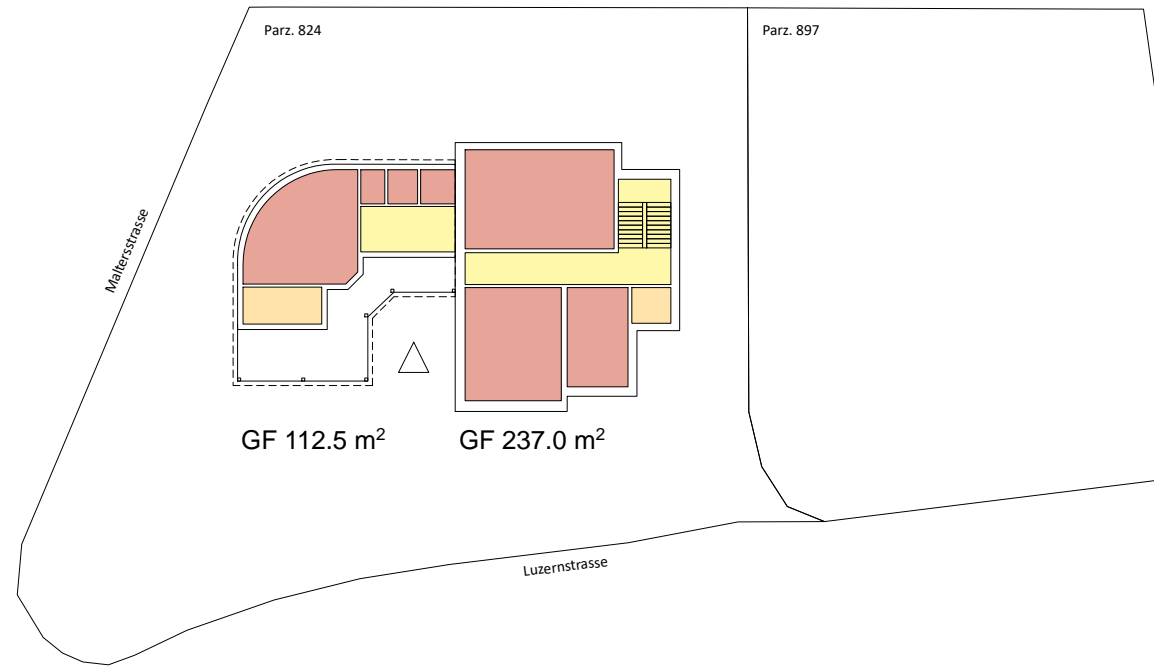 Parz. 824
Parz. 897
Maltersstrasse
GF 112.5 m²
GF 237.0 m²
Luzernstrasse